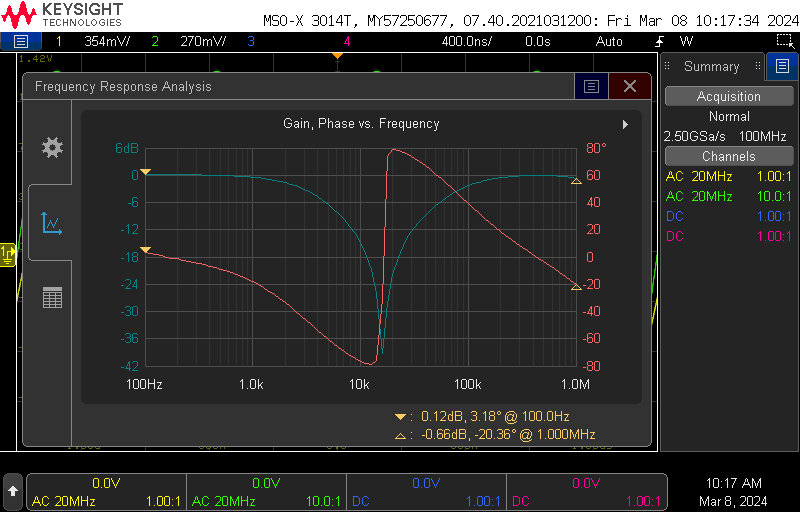 KEYSIGHT
TECHNOLOGIES
MSO-X 3014T, MY57250677, 07.40.2021031200: Fri Mar 08 10:17:34 2024
1 354mV/ 2 270mV/ 3 4 400.0ns/ 0.0s Auto W
1.42V
Frequency Response Analysis
Summary
Acquisition
Normal
2.50GSa/s 100MHz
Channels
AC 20MHz 1.00:1
AC 20MHz 10.0:1
DC 1.00:1
DC 1.00:1
Gain, Phase vs. Frequency
6dB 80°
0 60
-6 40
-12 20
-18 0
-24 -20
-30 -40
-36 -60
-42 -80
100Hz 1.0k 10k 100k 1.0M
: 0.12dB, 3.18° @ 100.0Hz
: -0.66dB, -20.36° @ 1.000MHz
0.0V 0.0V 0.0V 0.0V
AC 20MHz 1.00:1 AC 20MHz 10.0:1 DC 1.00:1 DC 1.00:1
10:17 AM
Mar 8, 2024